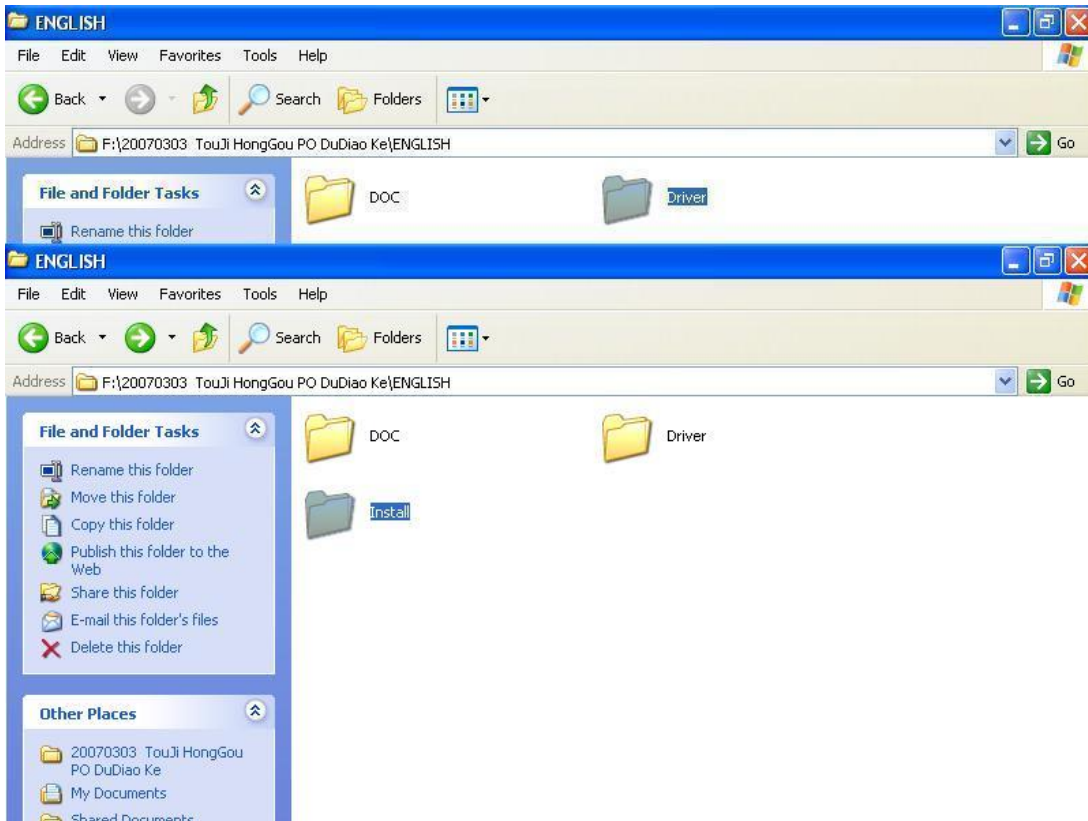 ENGLISH
File Edit View Favorites Tools Help
Back Search Folders
Address F:\20070303 TouJi HongGou PO DuDiao Ke\ENGLISH Go
File and Folder Tasks
Rename this folder
DOC
Driver
ENGLISH
File Edit View Favorites Tools Help
Back Search Folders
Address F:\20070303 TouJi HongGou PO DuDiao Ke\ENGLISH Go
File and Folder Tasks
Rename this folder
Move this folder
Copy this folder
Publish this folder to the
Web
Share this folder
E-mail this folder's files
Delete this folder
Other Places
20070303 TouJi HongGou
PO DuDiao Ke
My Documents
Shared Documents
DOC
Driver
Install